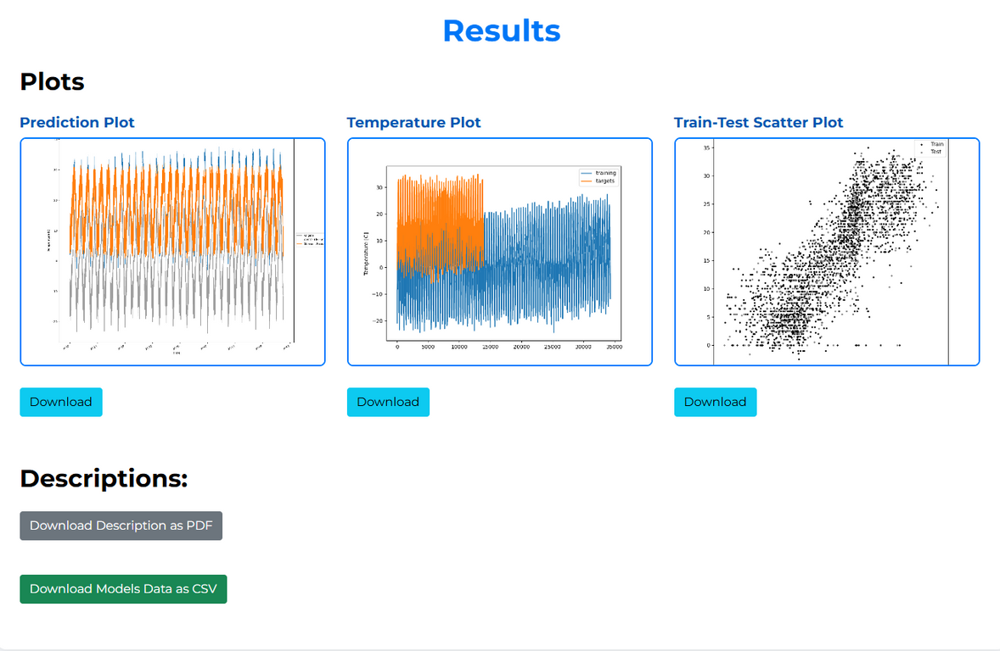 Results
Plots
Prediction Plot
Temperature Plot
Train-Test Scatter Plot
training
targets
Temperature [C]
30
20
10
0
−10
−20
0
5000
10000
15000
20000
25000
30000
35000
Train
Test
35
30
25
20
15
10
5
0
Download
Download
Download
Descriptions:
Download Description as PDF
Download Models Data as CSV